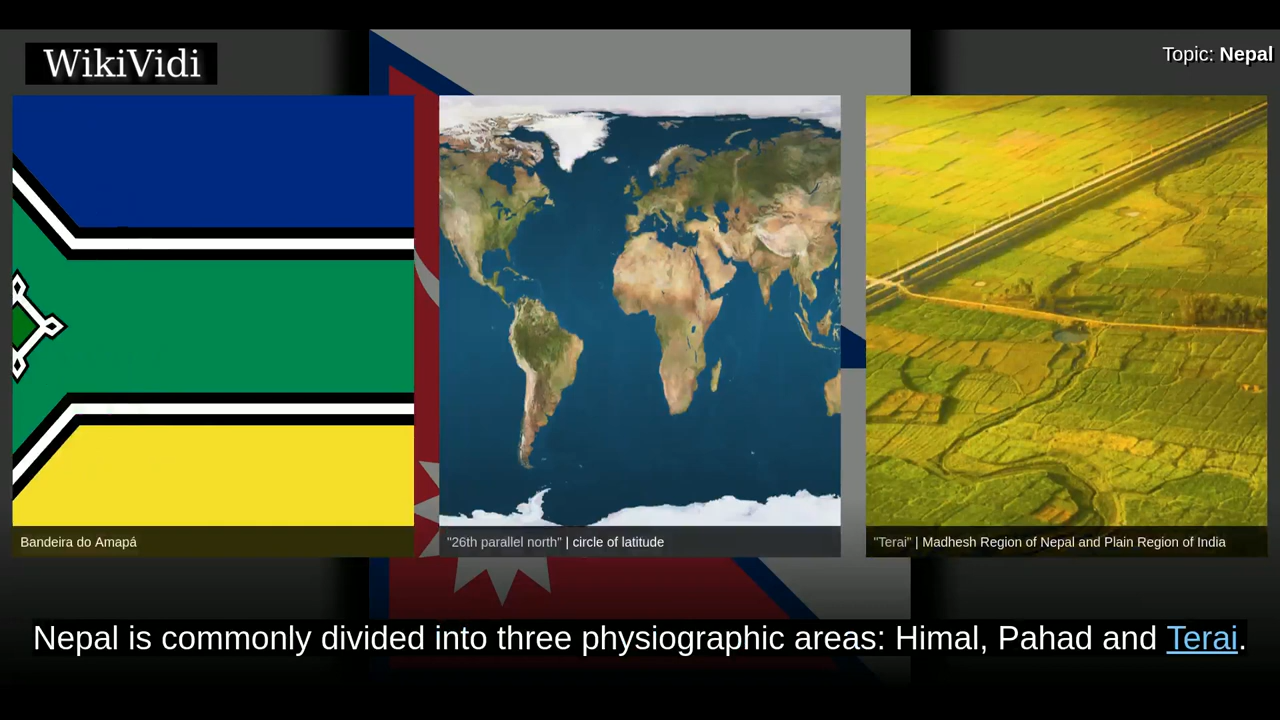 WikiVidi
Topic: Nepal
Bandeira do Amapá
"26th parallel north" | circle of latitude
"Terai" | Madhesh Region of Nepal and Plain Region of India
Nepal is commonly divided into three physiographic areas: Himal, Pahad and Terai.